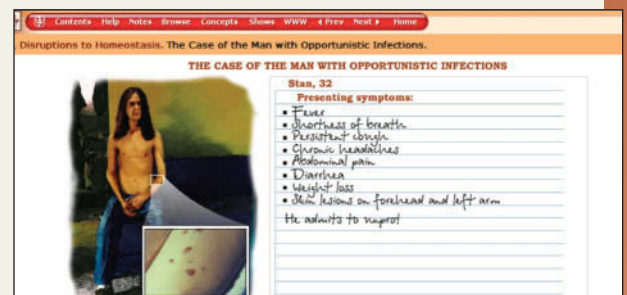 Contents Help Notes Browse Concepts Shows WWW Prev Next Home
, Disruptions to Homeostasis. The Case of the Man with Opportunistic Infections.
THE CASE OF THE MAN WITH OPPORTUNISTIC INFECTIONS
Stan, 32
Presenting symptoms:
• Fever
• Shortness of breath
• Persistent cough
• Chronic headaches
• Abdominal pain
• Diarrhea
• Weight loss
• Skin lesions on forehead and left arm
He admits to unprot